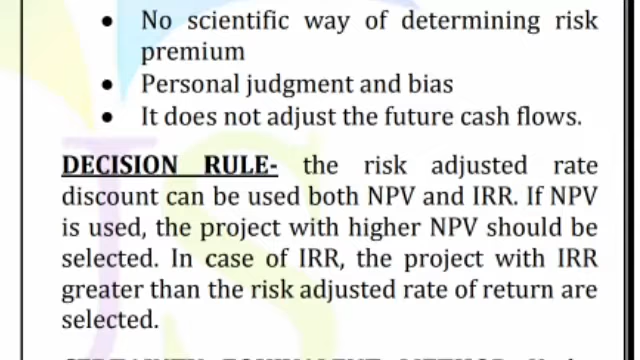 • No scientific way of determining risk
premium
• Personal judgment and bias
• It does not adjust the future cash flows.
DECISION RULE- the risk adjusted rate
discount can be used both NPV and IRR. If NPV
is used, the project with higher NPV should be
selected. In case of IRR, the project with IRR
greater than the risk adjusted rate of return are
selected.